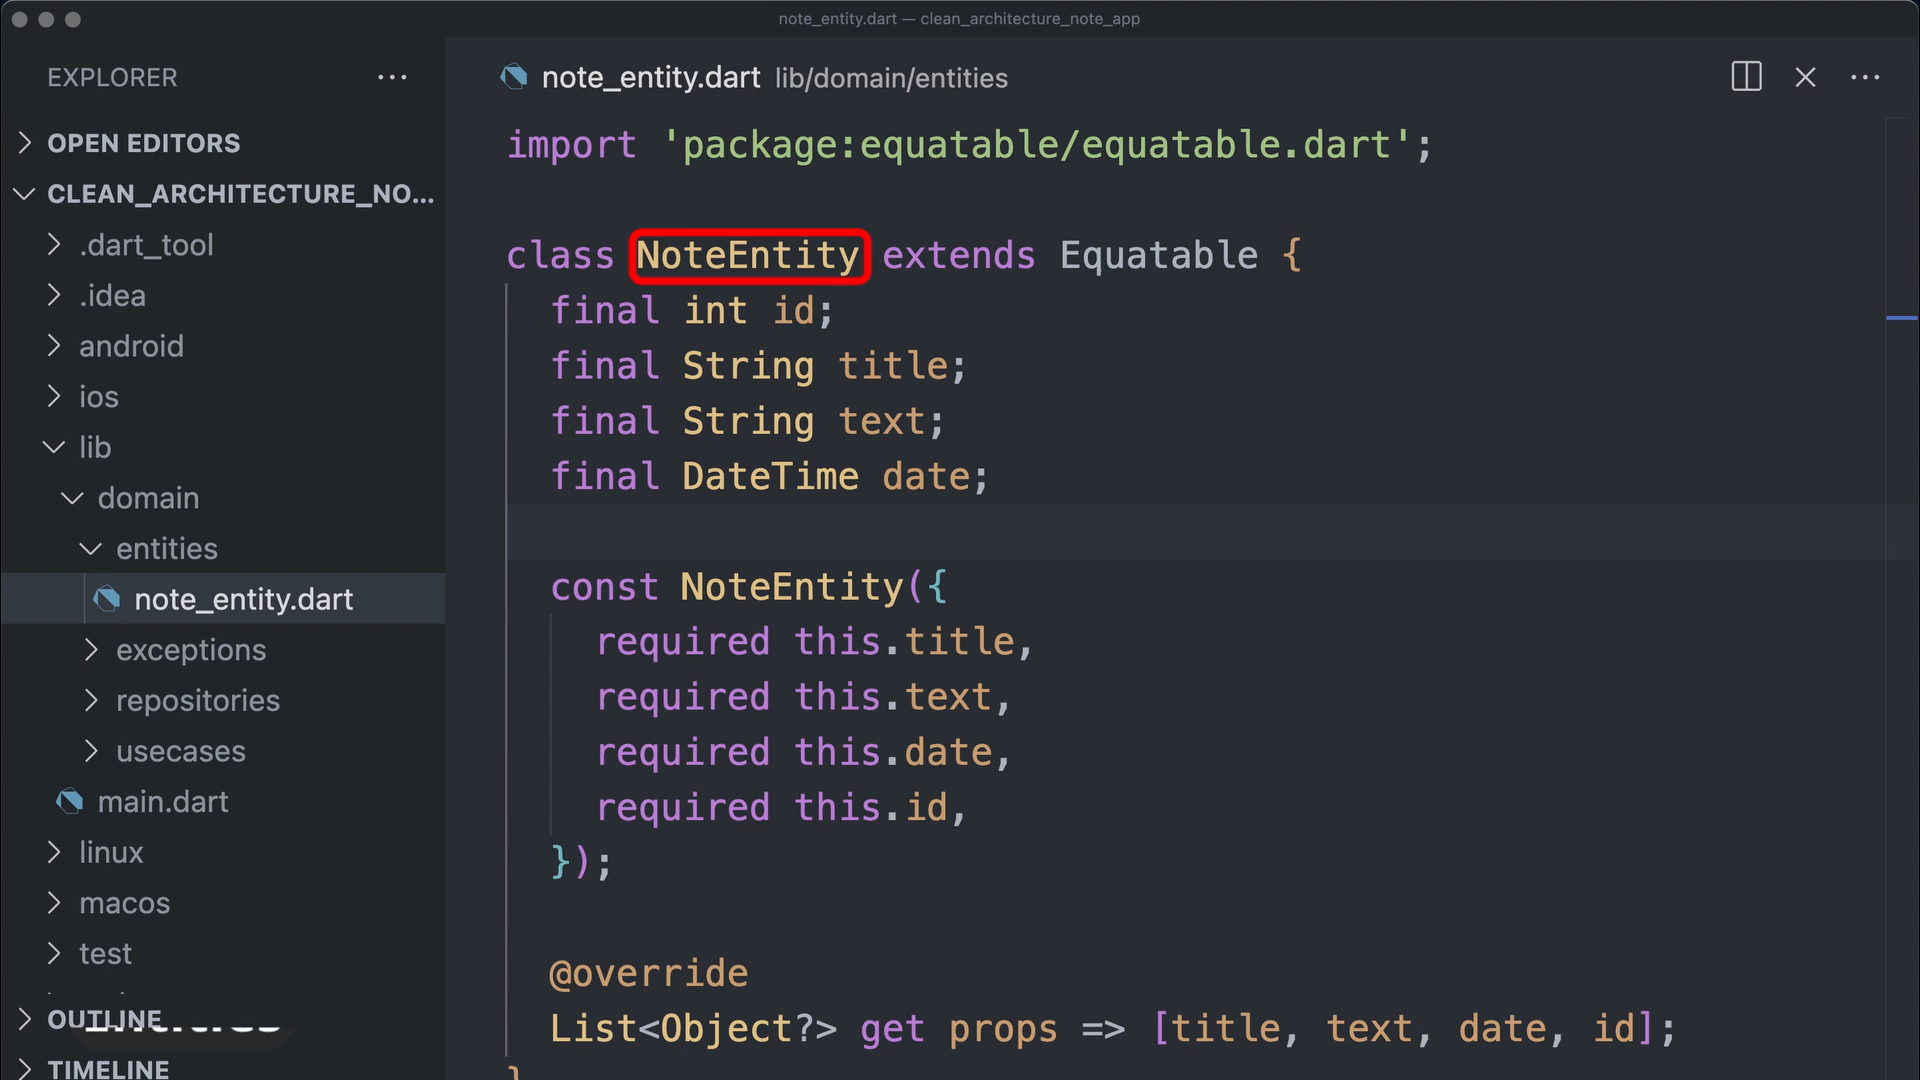 note_entity.dart — clean_architecture_note_app
EXPLORER
OPEN EDITORS
CLEAN_ARCHITECTURE_NO...
.dart_tool
.idea
android
ios
lib
domain
entities
note_entity.dart
exceptions
repositories
usecases
main.dart
linux
macos
test
OUTLINE
TIMELINE
note_entity.dart lib/domain/entities
import 'package:equatable/equatable.dart';
class NoteEntity extends Equatable {
final int id;
final String title;
final String text;
final DateTime date;
const NoteEntity({
required this.title,
required this.text,
required this.date,
required this.id,
});
@override
List<Object?> get props => [title, text, date, id];
}